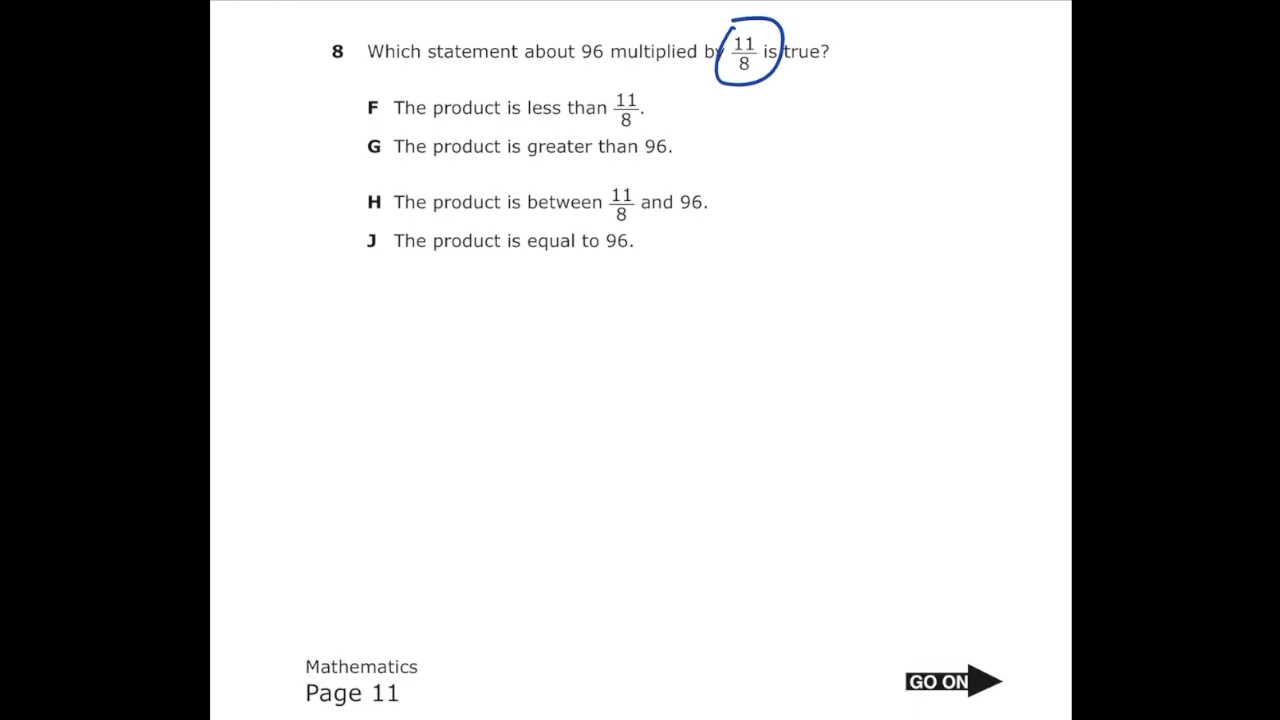 8 Which statement about 96 multiplied by 11/8 is true?
F The product is less than 11/8.
G The product is greater than 96.
H The product is between 11/8 and 96.
J The product is equal to 96.
Mathematics
Page 11
GO ON